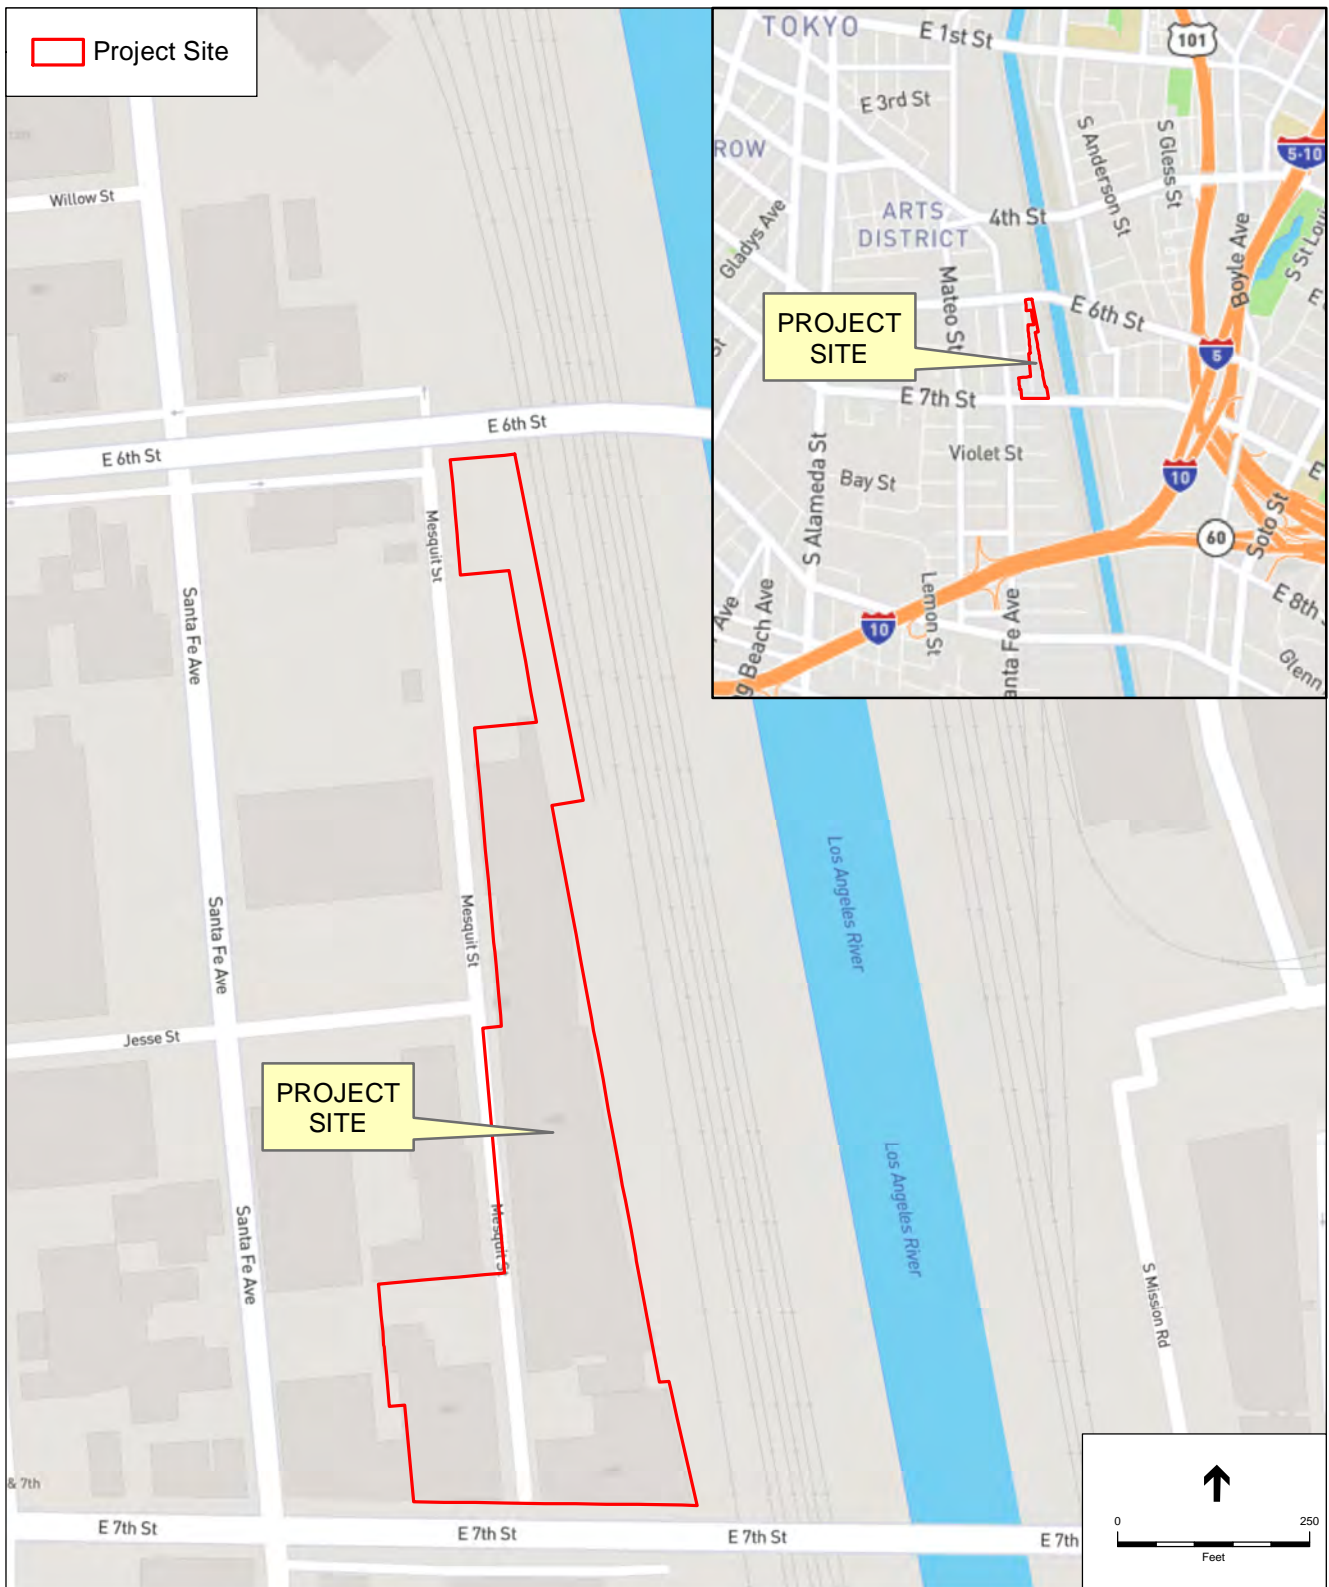 Project Site
TOKYO
E 1st St
101
E 3rd St
S Anderson St
S Gless St
5-10
ROW
ARTS
DISTRICT
4th St
Gladys Ave
Boyle Ave
S St Loui
Mateo St
E 6th St
E
PROJECT
SITE
St
5
E 7th St
Violet St
S Alameda St
Bay St
10
E
60
Soto St
Lemon St
E 8th S
Ave
g Beach Ave
10
anta Fe Ave
Glenn
Willow St
E 6th St
E 6th St
Mesquit St
Santa Fe Ave
Los Angeles River
Mesquit St
Santa Fe Ave
Jesse St
PROJECT
SITE
Los Angeles River
Mesquit St
Santa Fe Ave
S Mission Rd
& 7th
E 7th St
E 7th St
E 7th St
E 7th
0 250
Feet